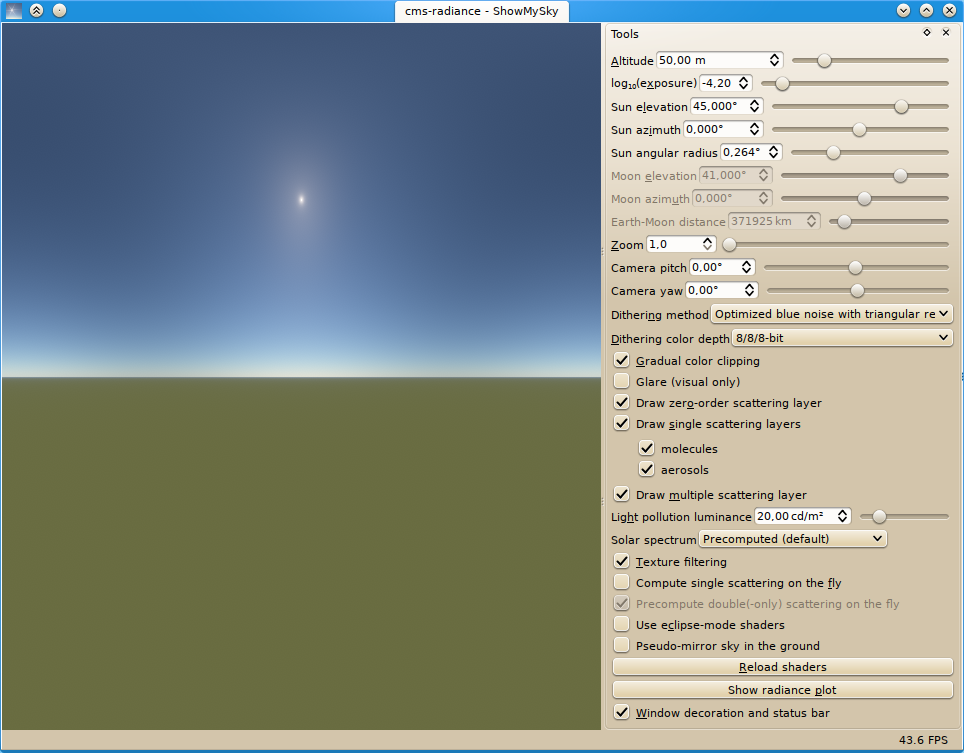 cms-radiance - ShowMySky
Tools
Altitude 50,00 m
log₁₀(exposure) -4,20
Sun elevation 45,000°
Sun azimuth 0,000°
Sun angular radius 0,264°
Moon elevation 41,000°
Moon azimuth 0,000°
Earth-Moon distance 371925 km
Zoom 1,0
Camera pitch 0,00°
Camera yaw 0,00°
Dithering method Optimized blue noise with triangular re
Dithering color depth 8/8/8-bit
Gradual color clipping
Glare (visual only)
Draw zero-order scattering layer
Draw single scattering layers
molecules
aerosols
Draw multiple scattering layer
Light pollution luminance 20,00 cd/m²
Solar spectrum Precomputed (default)
Texture filtering
Compute single scattering on the fly
Precompute double(-only) scattering on the fly
Use eclipse-mode shaders
Pseudo-mirror sky in the ground
Reload shaders
Show radiance plot
Window decoration and status bar
43.6 FPS